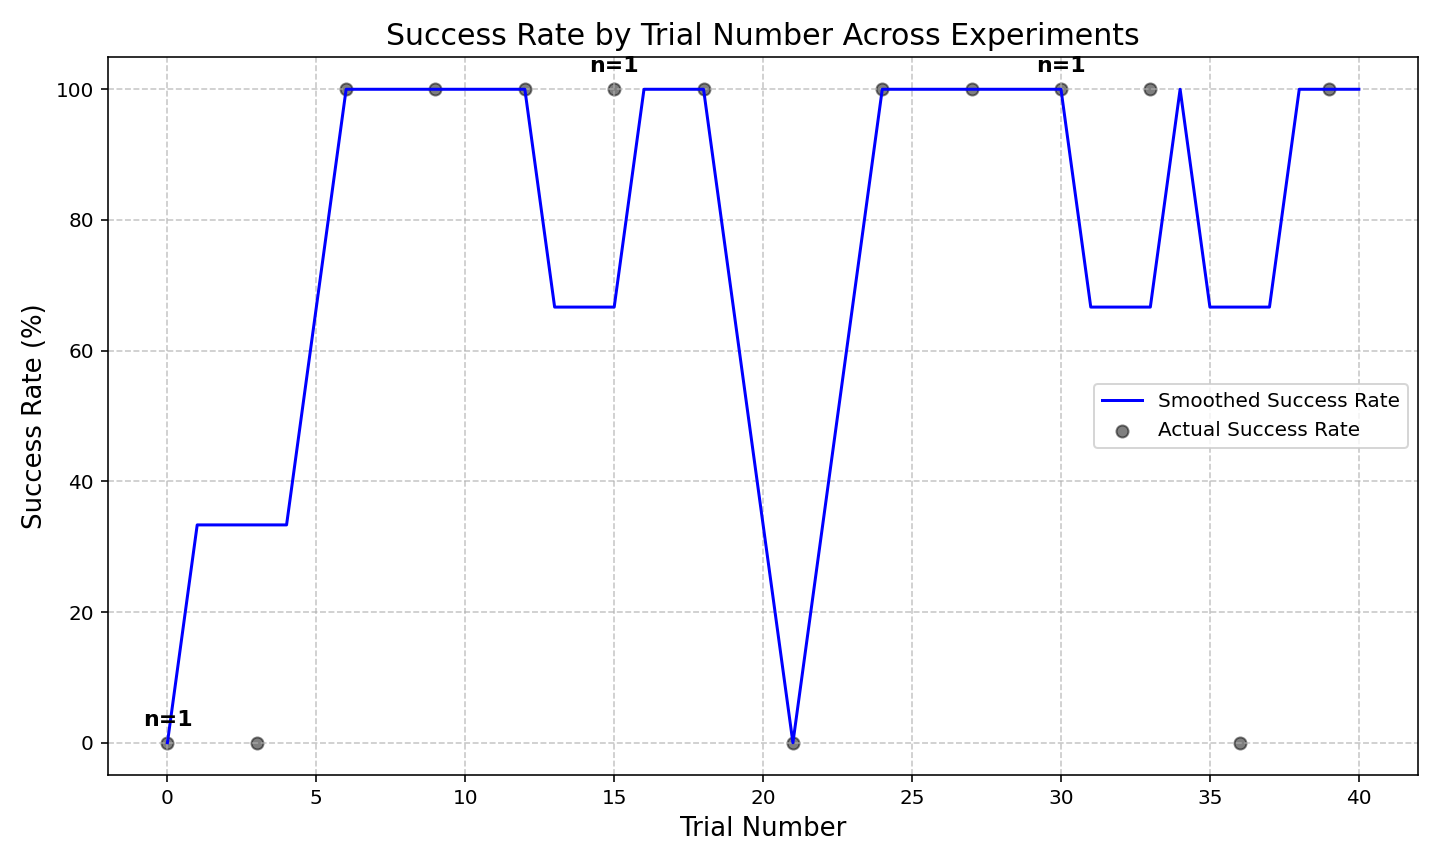 Success Rate by Trial Number Across Experiments
n=1
n=1
100
80
60
40
20
0
Success Rate (%)
Smoothed Success Rate
Actual Success Rate
n=1
0
5
10
15
20
25
30
35
40
Trial Number